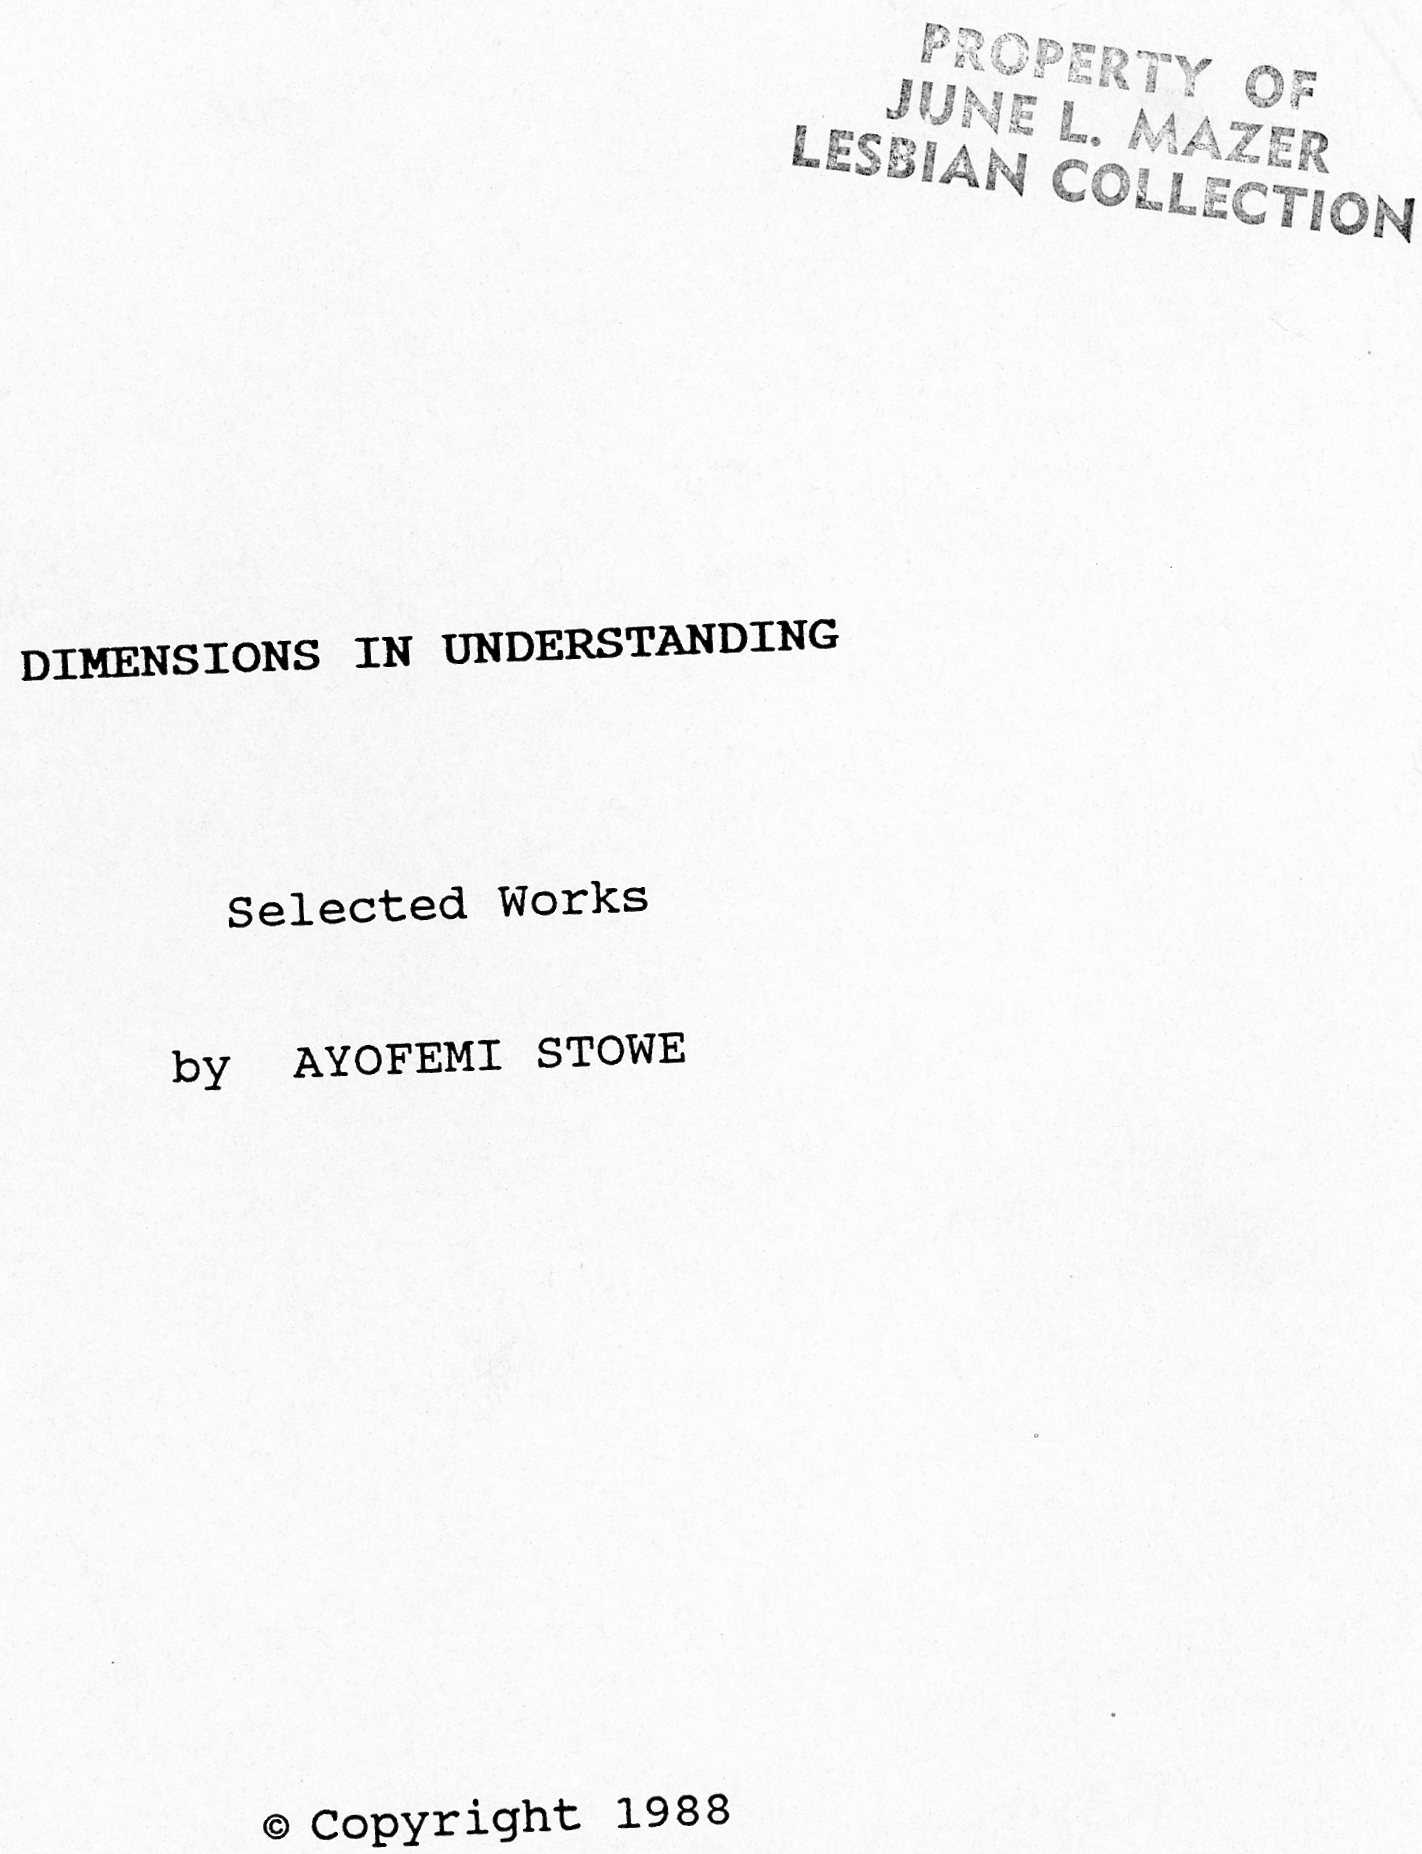 PROPERTY OF
JUNE L. MAZER
LESBIAN COLLECTION
DIMENSIONS IN UNDERSTANDING
Selected Works
by AYOFEMI STOWE
© Copyright 1988